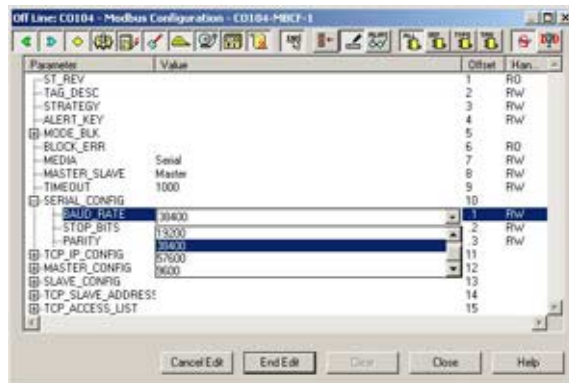 Off Line: CO104 - Modbus Configuration - CO104-MBCF-1
Parameter Value Offset Han...
ST_REV 1 RO
TAG_DESC 2 RW
STRATEGY 3 RW
ALERT_KEY 4 RW
MODE_BLK 5
BLOCK_ERR 6 RO
MEDIA Serial 7 RW
MASTER_SLAVE Master 8 RW
TIMEOUT 1000 9 RW
SERIAL_CONFIG 10
BAUD_RATE 38400 .1 RW
STOP_BITS 19200 .2 RW
PARITY 38400 .3 RW
TCP_IP_CONFIG 57600 11
MASTER_CONFIG 9600 12
SLAVE_CONFIG 13
TCP_SLAVE_ADDRESS 14
TCP_ACCESS_LIST 15
Cancel Edit End Edit Clear Close Help